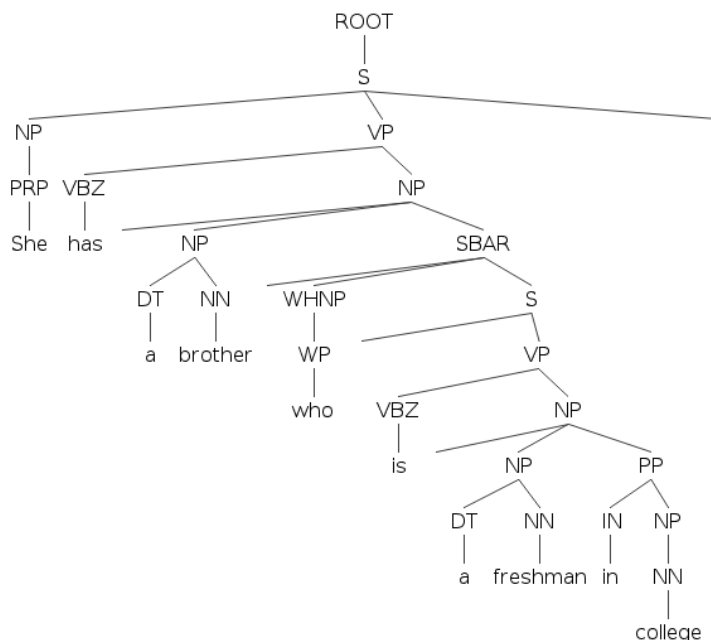 ROOT
S
NP VP
PRP VBZ NP
She has NP SBAR
DT NN WHNP S
a brother WP VP
who VBZ NP
is NP PP
DT NN IN NP
a freshman in NN
college